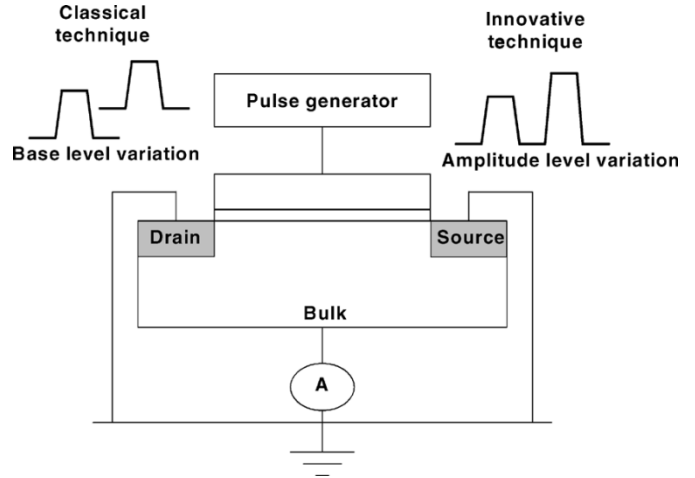 Classical
technique
Innovative
technique
Pulse generator
Base level variation
Amplitude level variation
Drain
Source
Bulk
A